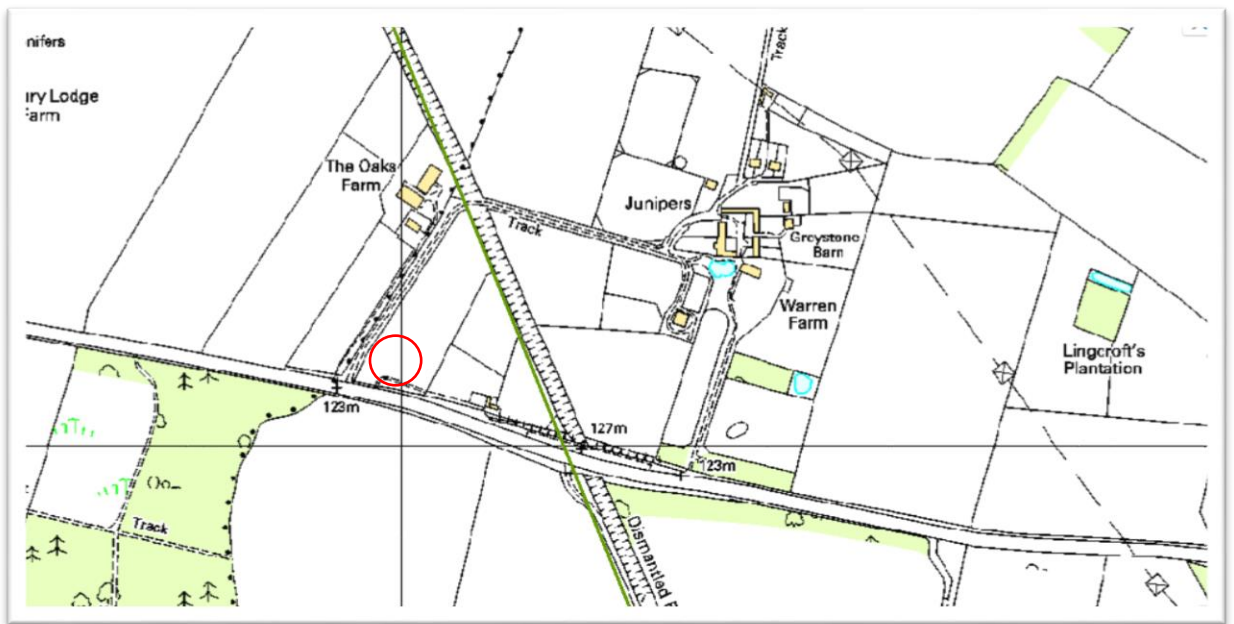 nifers
ury Lodge
Farm
Track
The Oaks
Farm
Junipers
Track
Greystone
Barn
Warren
Farm
Lingcroft's
Plantation
123m
127m
123m
Track
Dismantled